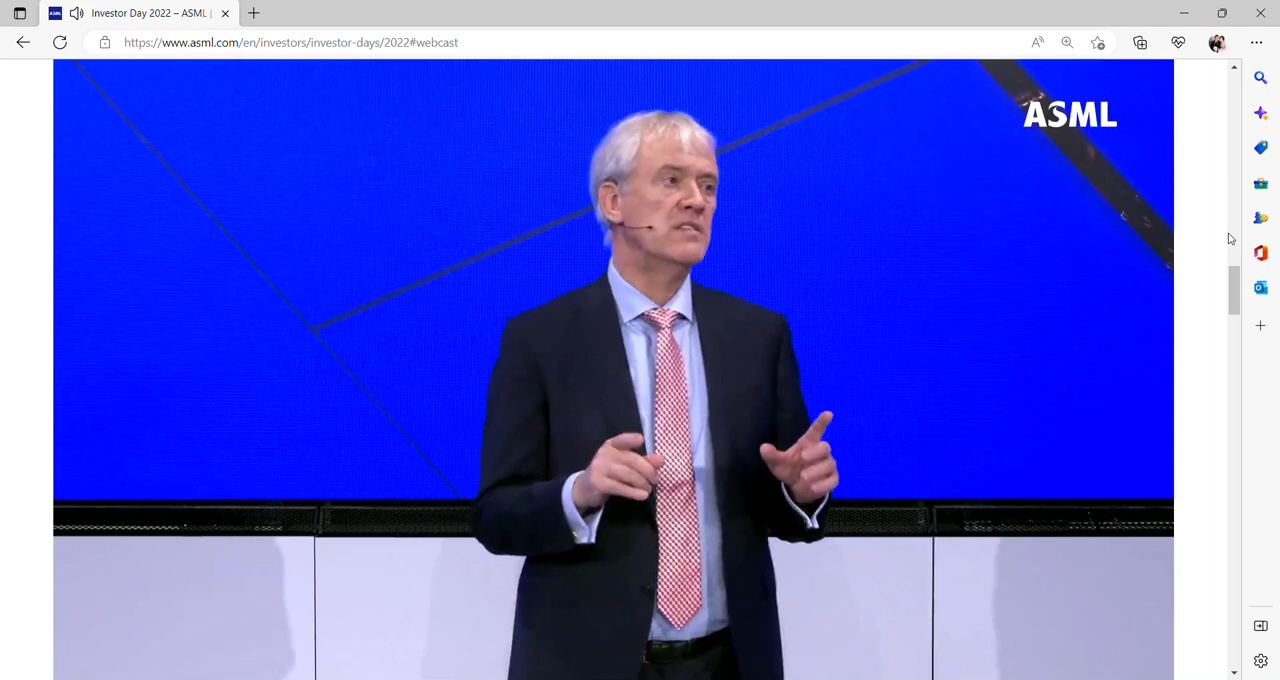 Investor Day 2022 – ASML |
https://www.asml.com/en/investors/investor-days/2022#webcast
ASML